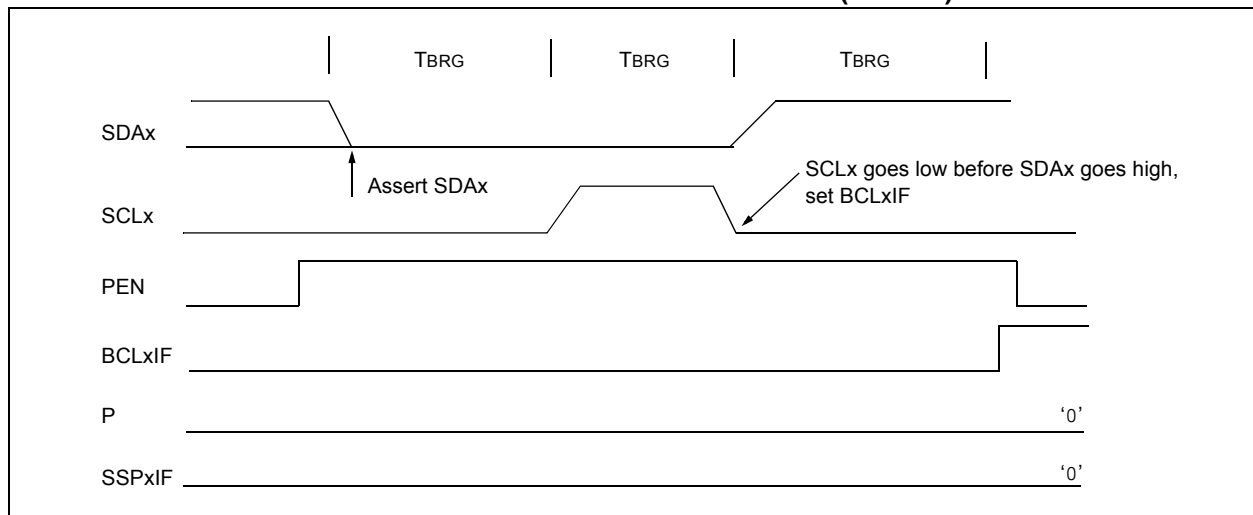 TBRG TBRG TBRG
SDAx
Assert SDAx
SCLx goes low before SDAx goes high,
set BCLxIF
SCLx
PEN
BCLxIF
P
‘0’
SSPxIF
‘0’